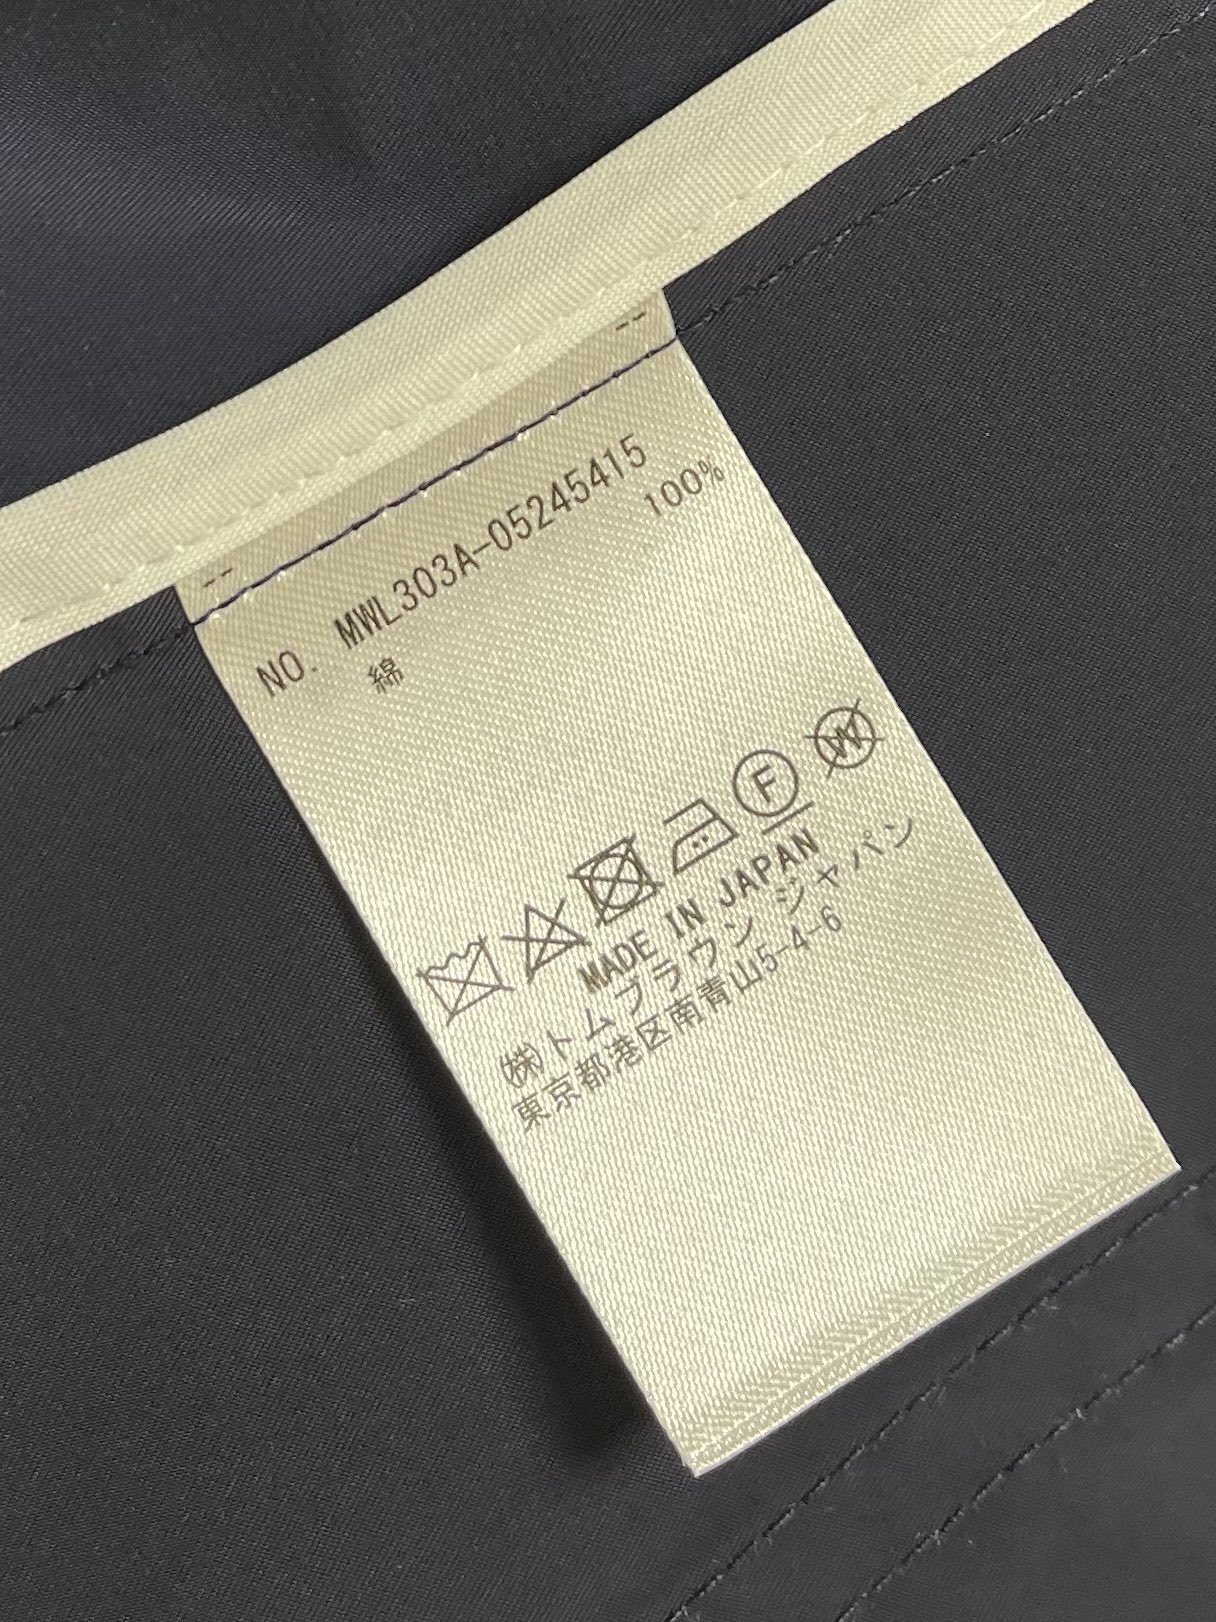 NO. MWL303A-05245415
綿 100%
F W
MADE IN JAPAN
㈱トムブラウン ジャパン
東京都港区南青山5-4-6